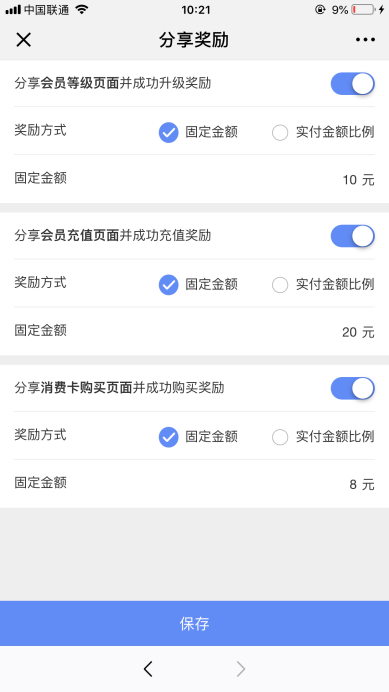 中国联通 10:21 9%
分享奖励
分享会员等级页面并成功升级奖励
奖励方式 固定金额 实付金额比例
固定金额 10 元
分享会员充值页面并成功充值奖励
奖励方式 固定金额 实付金额比例
固定金额 20 元
分享消费卡购买页面并成功购买奖励
奖励方式 固定金额 实付金额比例
固定金额 8 元
保存